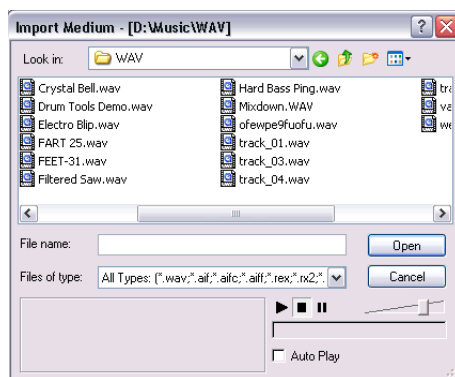 Import Medium - [D:\Music\WAV]
Look in:
WAV
Crystal Bell.wav
Drum Tools Demo.wav
Electro Blip.wav
FART 25.wav
FEET-31.wav
Filtered Saw.wav
Hard Bass Ping.wav
Mixdown.WAV
ofewpe9fuofu.wav
track_01.wav
track_03.wav
track_04.wav
tra
va
we
File name:
Open
Files of type:
All Types: (*.wav;*.aif;*.aifc;*.aiff;*.rex;*.rx2;*.
Cancel
Auto Play